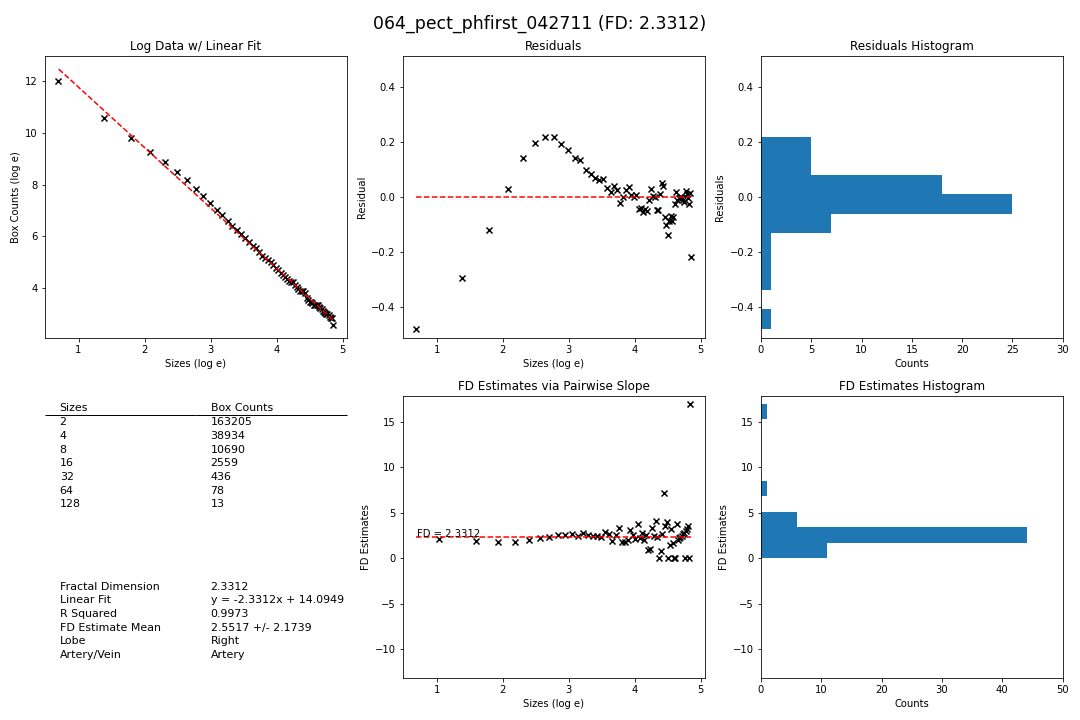 064_pect_phfirst_042711 (FD: 2.3312)
Log Data w/ Linear Fit
Box Counts (log e)
12
10
8
6
4
1 2 3 4 5
Sizes (log e)
Residuals
Residual
0.4
0.2
0.0
−0.2
−0.4
1 2 3 4 5
Sizes (log e)
Residuals Histogram
Residuals
0.4
0.2
0.0
−0.2
−0.4
0 5 10 15 20 25 30
Counts
Sizes Box Counts
2 163205
4 38934
8 10690
16 2559
32 436
64 78
128 13
Fractal Dimension 2.3312
Linear Fit y = -2.3312x + 14.0949
R Squared 0.9973
FD Estimate Mean 2.5517 +/- 2.1739
Lobe Right
Artery/Vein Artery
FD Estimates via Pairwise Slope
FD Estimates
15
10
5
0
−5
−10
FD = 2.3312
1 2 3 4 5
Sizes (log e)
FD Estimates Histogram
FD Estimates
15
10
5
0
−5
−10
0 10 20 30 40 50
Counts